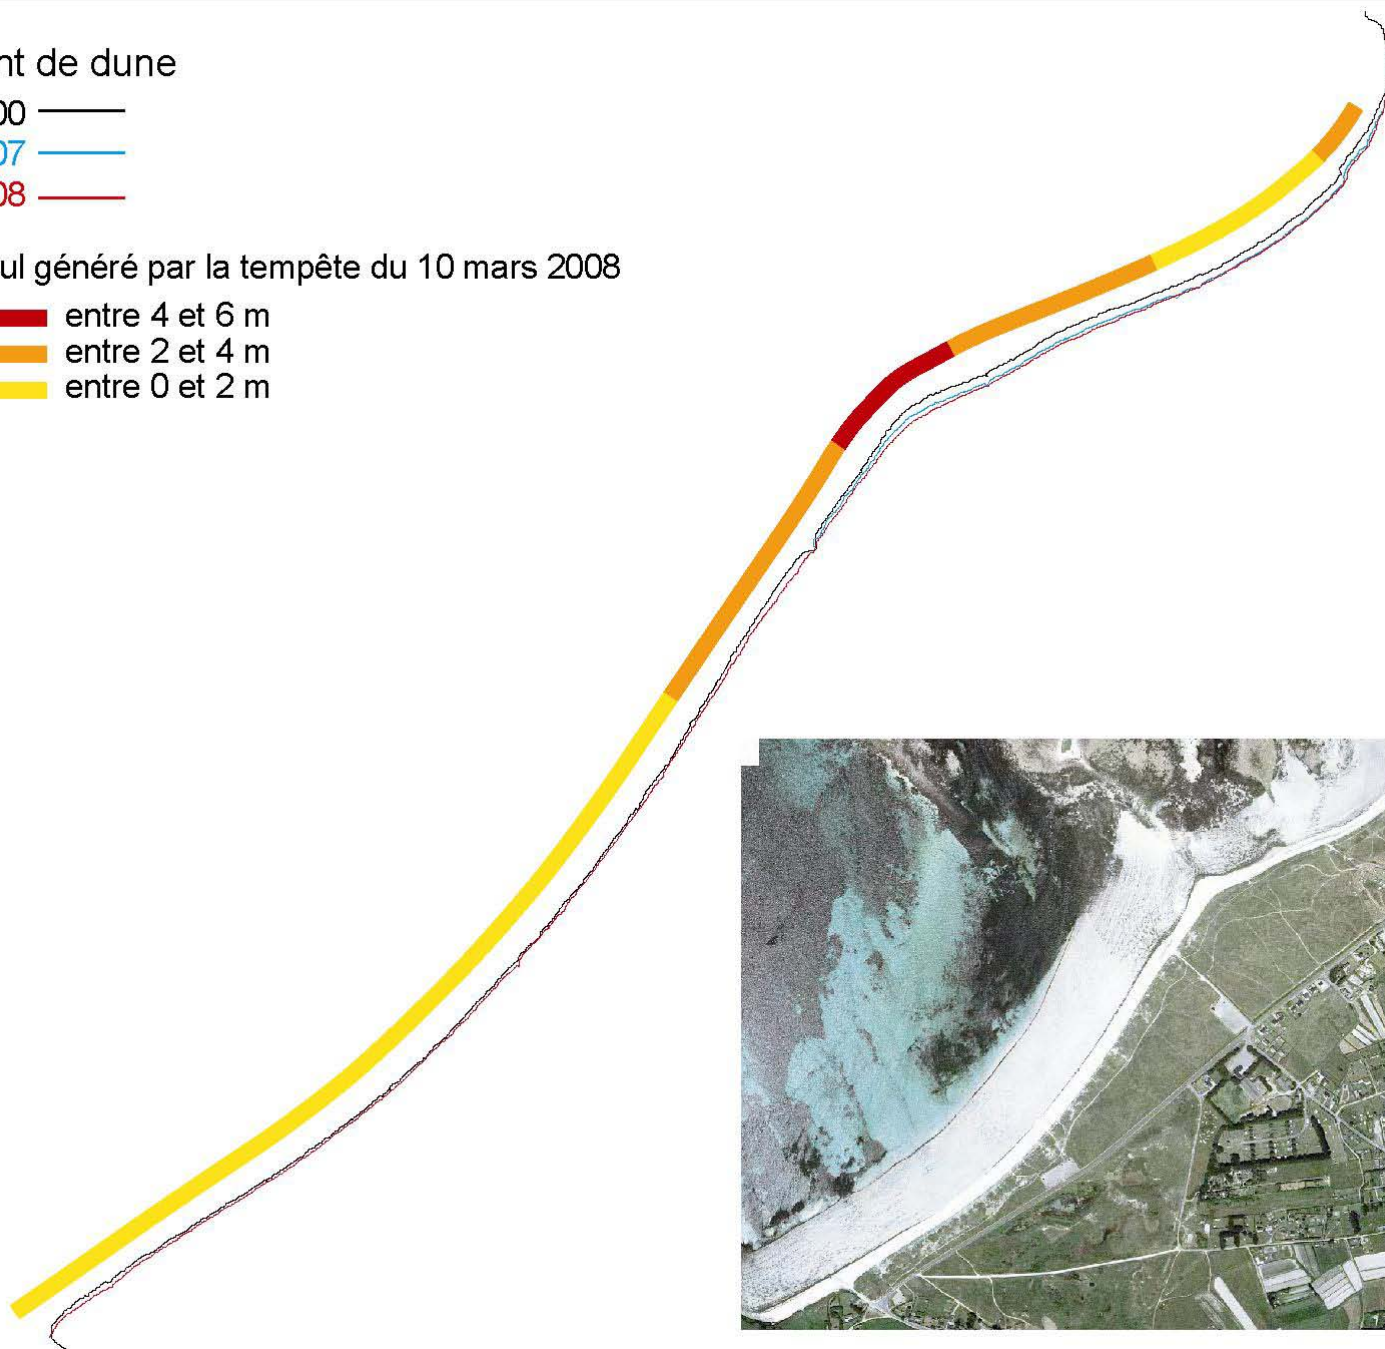 nt de dune
00
07
08
ul généré par la tempête du 10 mars 2008
entre 4 et 6 m
entre 2 et 4 m
entre 0 et 2 m